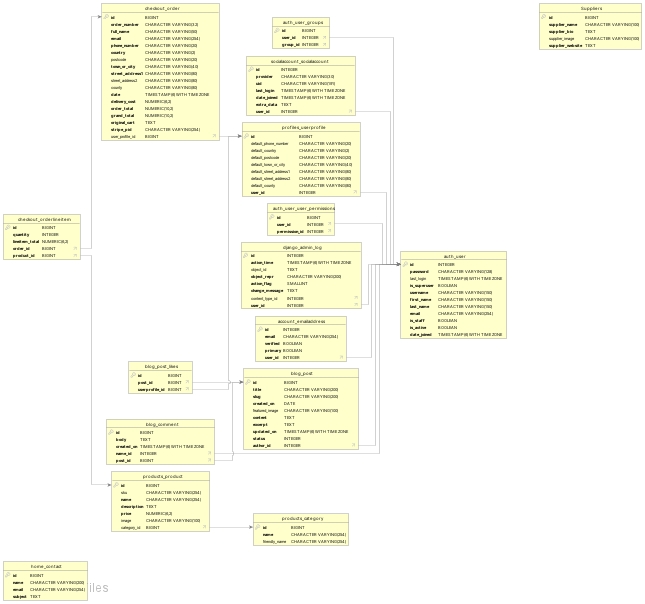 checkout_order
id BIGINT
order_number CHARACTER VARYING(32)
full_name CHARACTER VARYING(50)
email CHARACTER VARYING(254)
phone_number CHARACTER VARYING(20)
country CHARACTER VARYING(2)
postcode CHARACTER VARYING(20)
town_or_city CHARACTER VARYING(40)
street_address1 CHARACTER VARYING(80)
street_address2 CHARACTER VARYING(80)
county CHARACTER VARYING(80)
date TIMESTAMP(6) WITH TIME ZONE
delivery_cost NUMERIC(6,2)
order_total NUMERIC(10,2)
grand_total NUMERIC(10,2)
original_cart TEXT
stripe_pid CHARACTER VARYING(254)
user_profile_id BIGINT
auth_user_groups
id BIGINT
user_id INTEGER
group_id INTEGER
Suppliers
id BIGINT
supplier_name CHARACTER VARYING(100)
supplier_bio TEXT
supplier_image CHARACTER VARYING(100)
supplier_website TEXT
socialaccount_socialaccount
id INTEGER
provider
uid
last_login TIMESTAMP(6) WITH TIME ZONE
date_joined TIMESTAMP(6) WITH TIME ZONE
extra_data TEXT
user_id INTEGER
profiles_userprofile
id BIGINT
default_phone_number CHARACTER VARYING(20)
default_country CHARACTER VARYING(2)
default_postcode CHARACTER VARYING(20)
default_town_or_city CHARACTER VARYING(40)
default_street_address1 CHARACTER VARYING(80)
default_street_address2 CHARACTER VARYING(80)
default_county CHARACTER VARYING(80)
user_id INTEGER
auth_user_user_permissions
id BIGINT
user_id INTEGER
permission_id INTEGER
checkout_orderlineitem
id BIGINT
quantity INTEGER
lineitem_total NUMERIC(6,2)
order_id BIGINT
product_id BIGINT
django_admin_log
id INTEGER
action_time TIMESTAMP(6) WITH TIME ZONE
object_id TEXT
object_repr CHARACTER VARYING(200)
action_flag SMALLINT
change_message TEXT
content_type_id INTEGER
user_id INTEGER
auth_user
id INTEGER
password CHARACTER VARYING(128)
last_login TIMESTAMP(6) WITH TIME ZONE
is_superuser BOOLEAN
username CHARACTER VARYING(150)
first_name CHARACTER VARYING(150)
last_name CHARACTER VARYING(150)
email CHARACTER VARYING(254)
is_staff BOOLEAN
is_active BOOLEAN
date_joined TIMESTAMP(6) WITH TIME ZONE
account_emailaddress
id INTEGER
email CHARACTER VARYING(254)
verified BOOLEAN
primary BOOLEAN
user_id INTEGER
blog_post_likes
id BIGINT
post_id BIGINT
userprofile_id BIGINT
blog_post
id BIGINT
title CHARACTER VARYING(200)
slug CHARACTER VARYING(200)
created_on DATE
featured_image CHARACTER VARYING(100)
content TEXT
excerpt TEXT
updated_on TIMESTAMP(6) WITH TIME ZONE
status INTEGER
author_id INTEGER
blog_comment
id BIGINT
body TEXT
created_on TIMESTAMP(6) WITH TIME ZONE
name_id INTEGER
post_id BIGINT
products_product
id BIGINT
sku CHARACTER VARYING(254)
name CHARACTER VARYING(254)
description TEXT
price NUMERIC(6,2)
image CHARACTER VARYING(100)
category_id BIGINT
products_category
id BIGINT
name CHARACTER VARYING(254)
friendly_name CHARACTER VARYING(254)
home_contact
id BIGINT
name CHARACTER VARYING(200)
email CHARACTER VARYING(254)
subject TEXT
iles